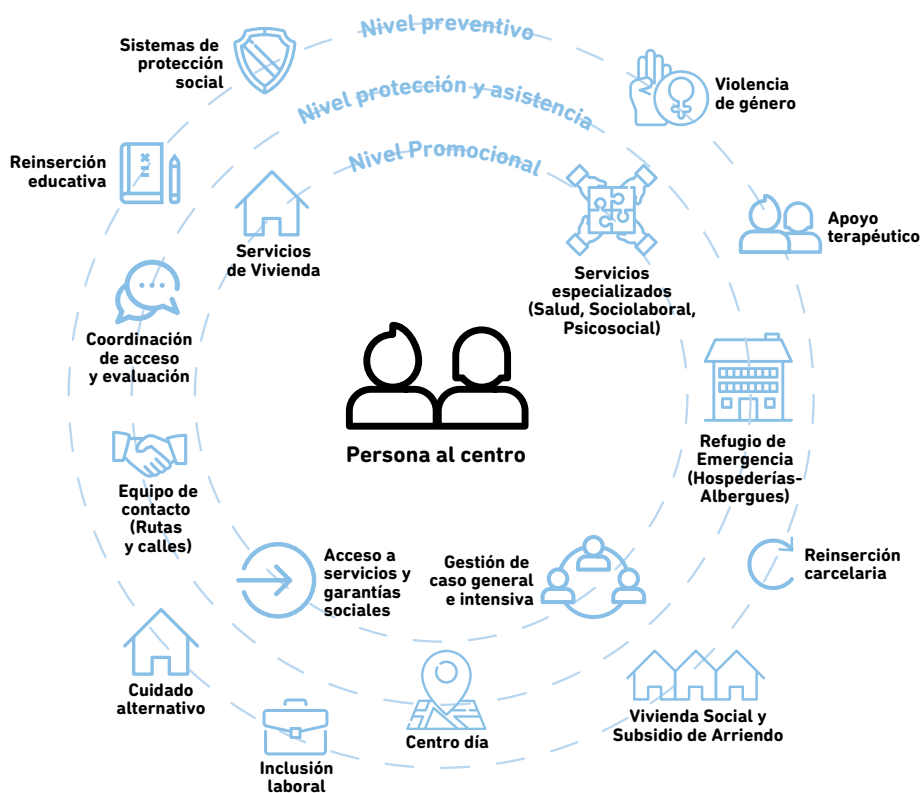 Nivel preventivo
Sistemas de
protección
social
Violencia
de género
Nivel protección y asistencia
Nivel Promocional
Reinserción
educativa
Apoyo
terapéutico
Servicios
de Vivienda
Servicios
especializados
(Salud, Sociolaboral,
Psicosocial)
Coordinación
de acceso
y evaluación
Persona al centro
Refugio de
Emergencia
(Hospederías-
Albergues)
Equipo de
contacto
(Rutas
y calles)
Acceso a
servicios y
garantías
sociales
Gestión de
caso general
e intensiva
Reinserción
carcelaria
Cuidado
alternativo
Centro día
Vivienda Social y
Subsidio de Arriendo
Inclusión
laboral